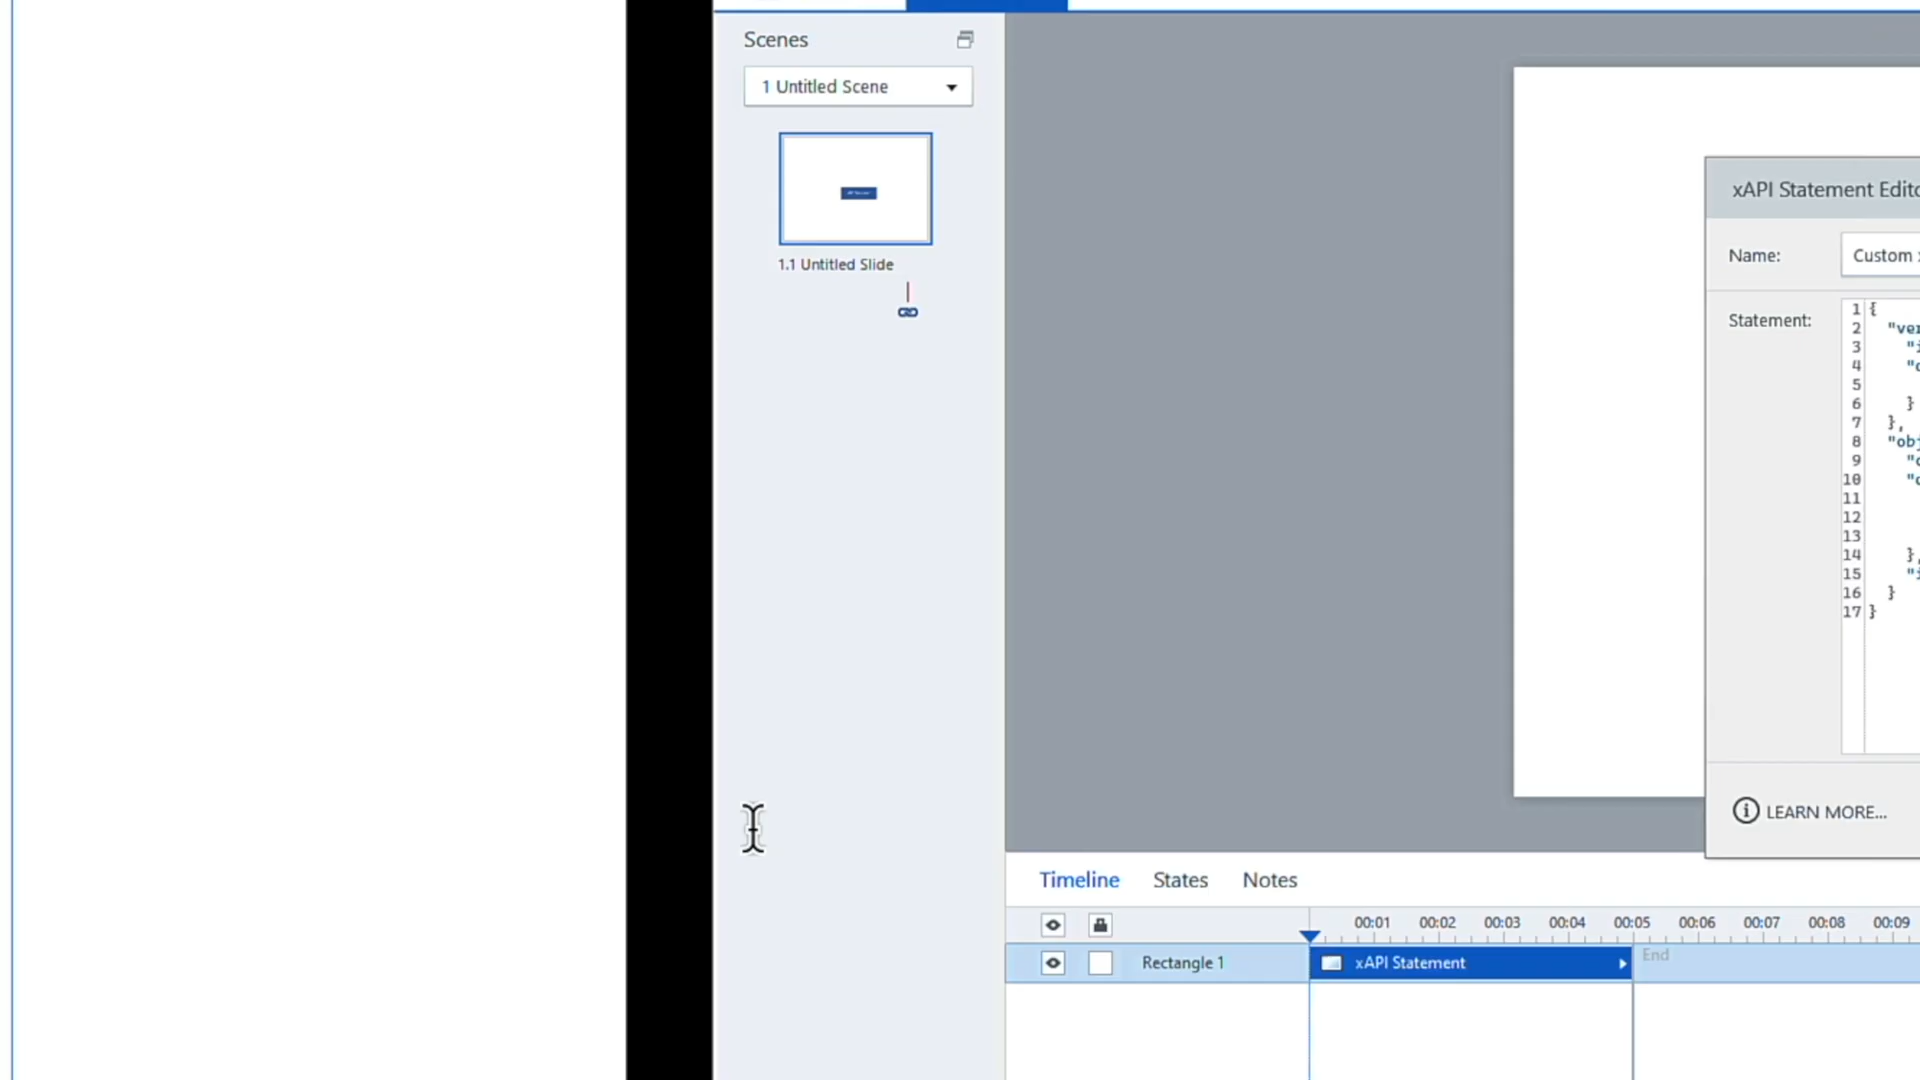 Scenes
1 Untitled Scene
1.1 Untitled Slide
xAPI Statement
Name:
Custom
Statement:
1 {
2
3
4
5
6 }
7 },
8
9
10
11
12
13
14 },
15
16 }
17 }
LEARN MORE...
Timeline States Notes
00:01 00:02 00:03 00:04 00:05 00:06 00:07 00:08 00:09
Rectangle 1 xAPI Statement End